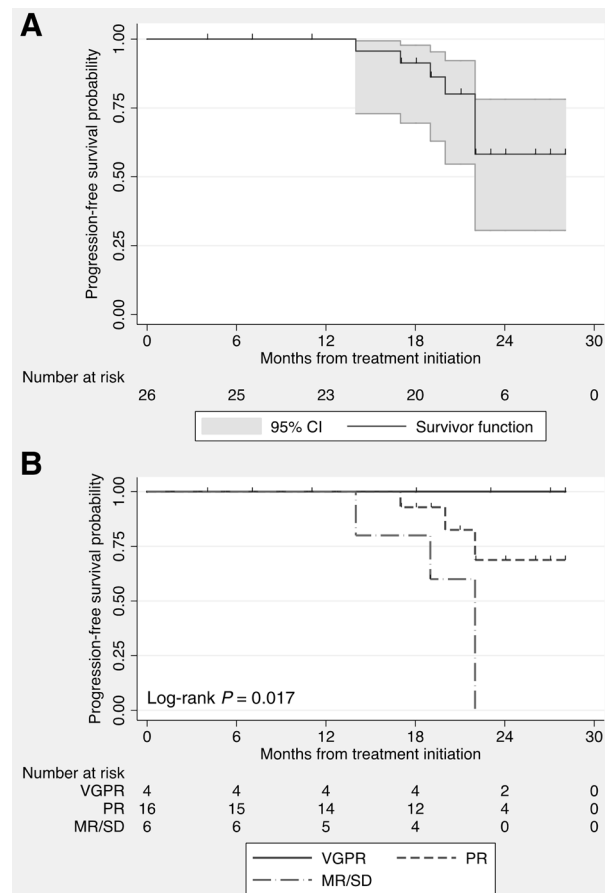 A
Progression-free survival probability
1.00
0.75
0.50
0.25
0.00
0 6 12 18 24 30
Months from treatment initiation
Number at risk
26 25 23 20 6 0
95% CI Survivor function
B
Progression-free survival probability
1.00
0.75
0.50
0.25
0.00
Log-rank P = 0.017
0 6 12 18 24 30
Months from treatment initiation
Number at risk
VGPR 4 4 4 4 2 0
PR 16 15 14 12 4 0
MR/SD 6 6 5 4 0 0
VGPR PR
MR/SD